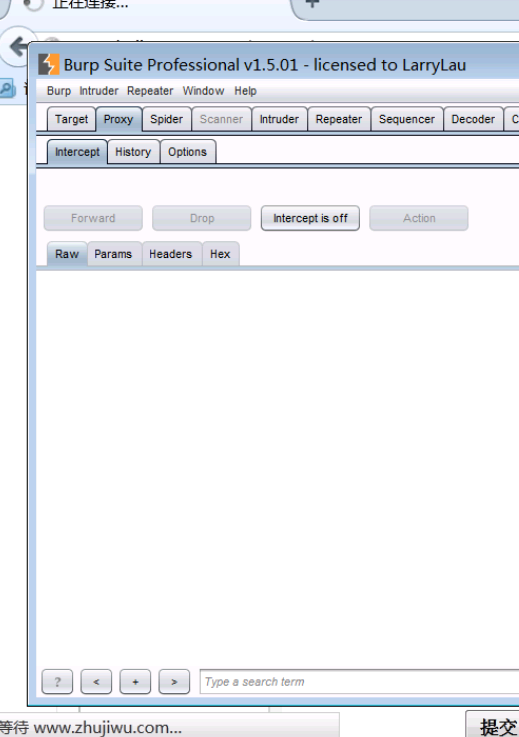 正在连接...
Burp Suite Professional v1.5.01 - licensed to LarryLau
Burp Intruder Repeater Window Help
Target Proxy Spider Scanner Intruder Repeater Sequencer Decoder C
Intercept History Options
Forward Drop Intercept is off Action
Raw Params Headers Hex
? < + > Type a search term
等待 www.zhujiwu.com...
提交